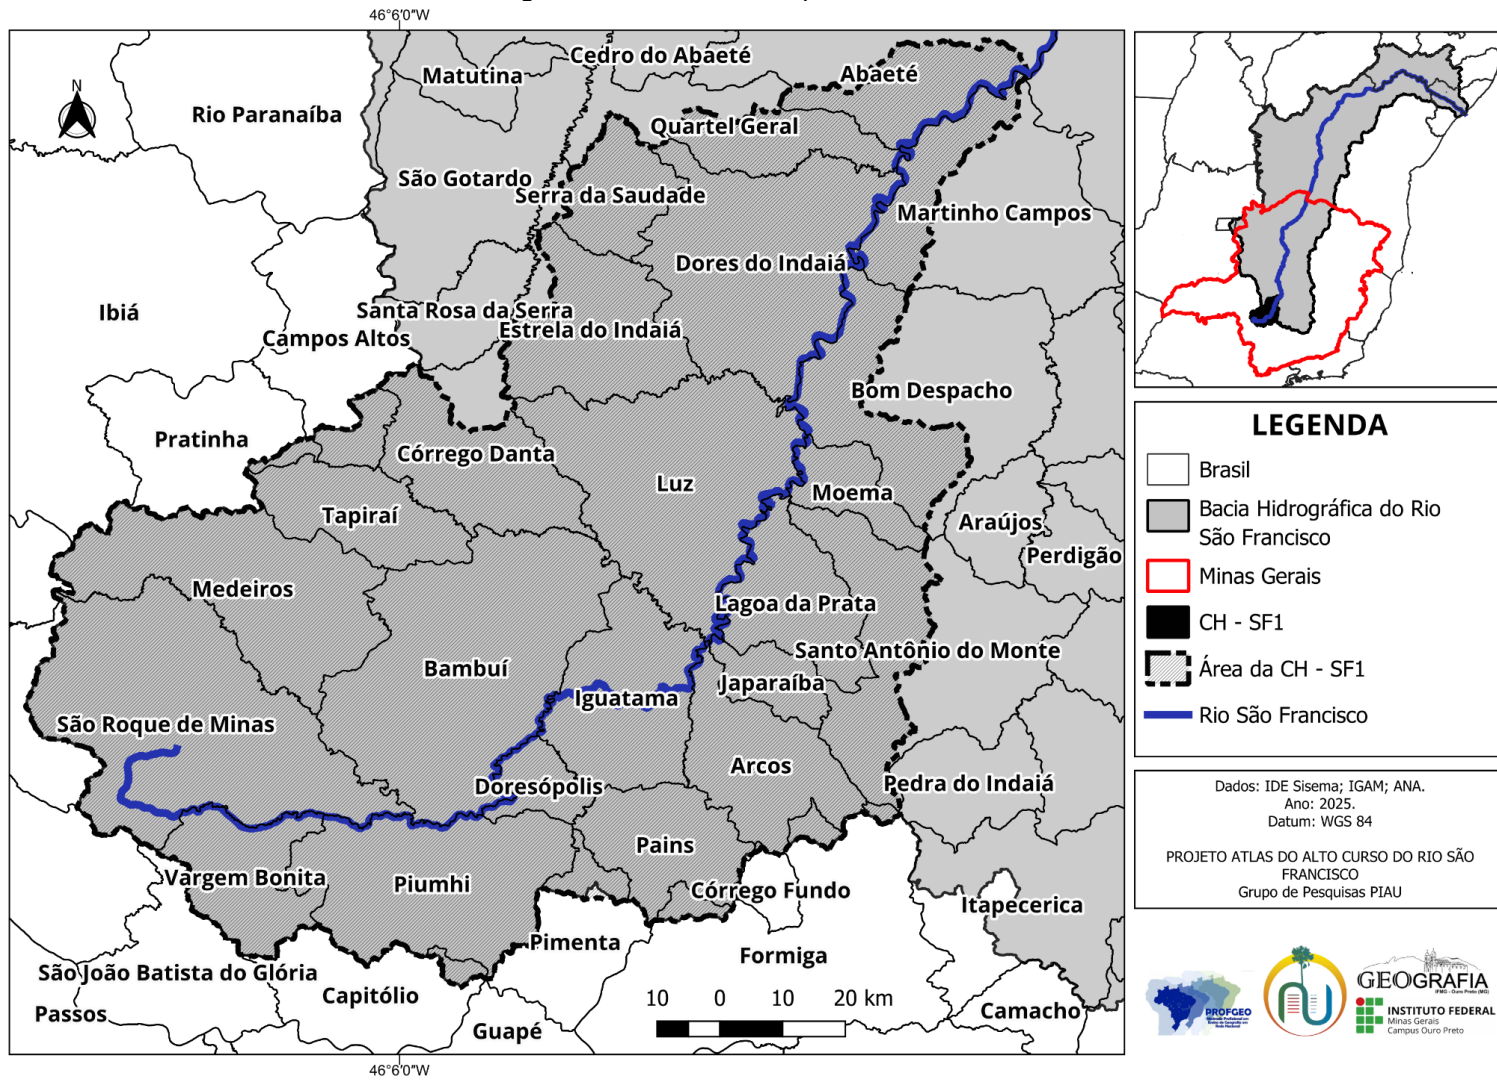 46°6'0"W
N
Matutina
Cedro do Abaeté
Abaeté
Rio Paranaíba
Quartel Geral
São Gotardo
Serra da Saudade
Martinho Campos
Dores do Indaiá
Ibiá
Santa Rosa da Serra
Estrela do Indaiá
Campos Altos
Bom Despacho
Pratinha
Córrego Danta
Luz
Moema
Tapiraí
Araújos
Perdigão
Medeiros
Lagoa da Prata
Santo Antônio do Monte
Bambuí
Japaraíba
Iguatama
São Roque de Minas
Arcos
Doresópolis
Pedra do Indaiá
Pains
Vargem Bonita
Piumhi
Córrego Fundo
Itapecerica
Pimenta
Formiga
São João Batista do Glória
Capitólio
Passos
Guapé
Camacho
10 0 10 20 km
46°6'0"W
LEGENDA
Brasil
Bacia Hidrográfica do Rio
São Francisco
Minas Gerais
CH - SF1
Área da CH - SF1
Rio São Francisco
Dados: IDE Sisema; IGAM; ANA.
Ano: 2025.
Datum: WGS 84
PROJETO ATLAS DO ALTO CURSO DO RIO SÃO
FRANCISCO
Grupo de Pesquisas PIAU
PROFGEO
GEOGRAFIA
IFMG - Ouro Preto (MG)
INSTITUTO FEDERAL
Minas Gerais
Campus Ouro Preto